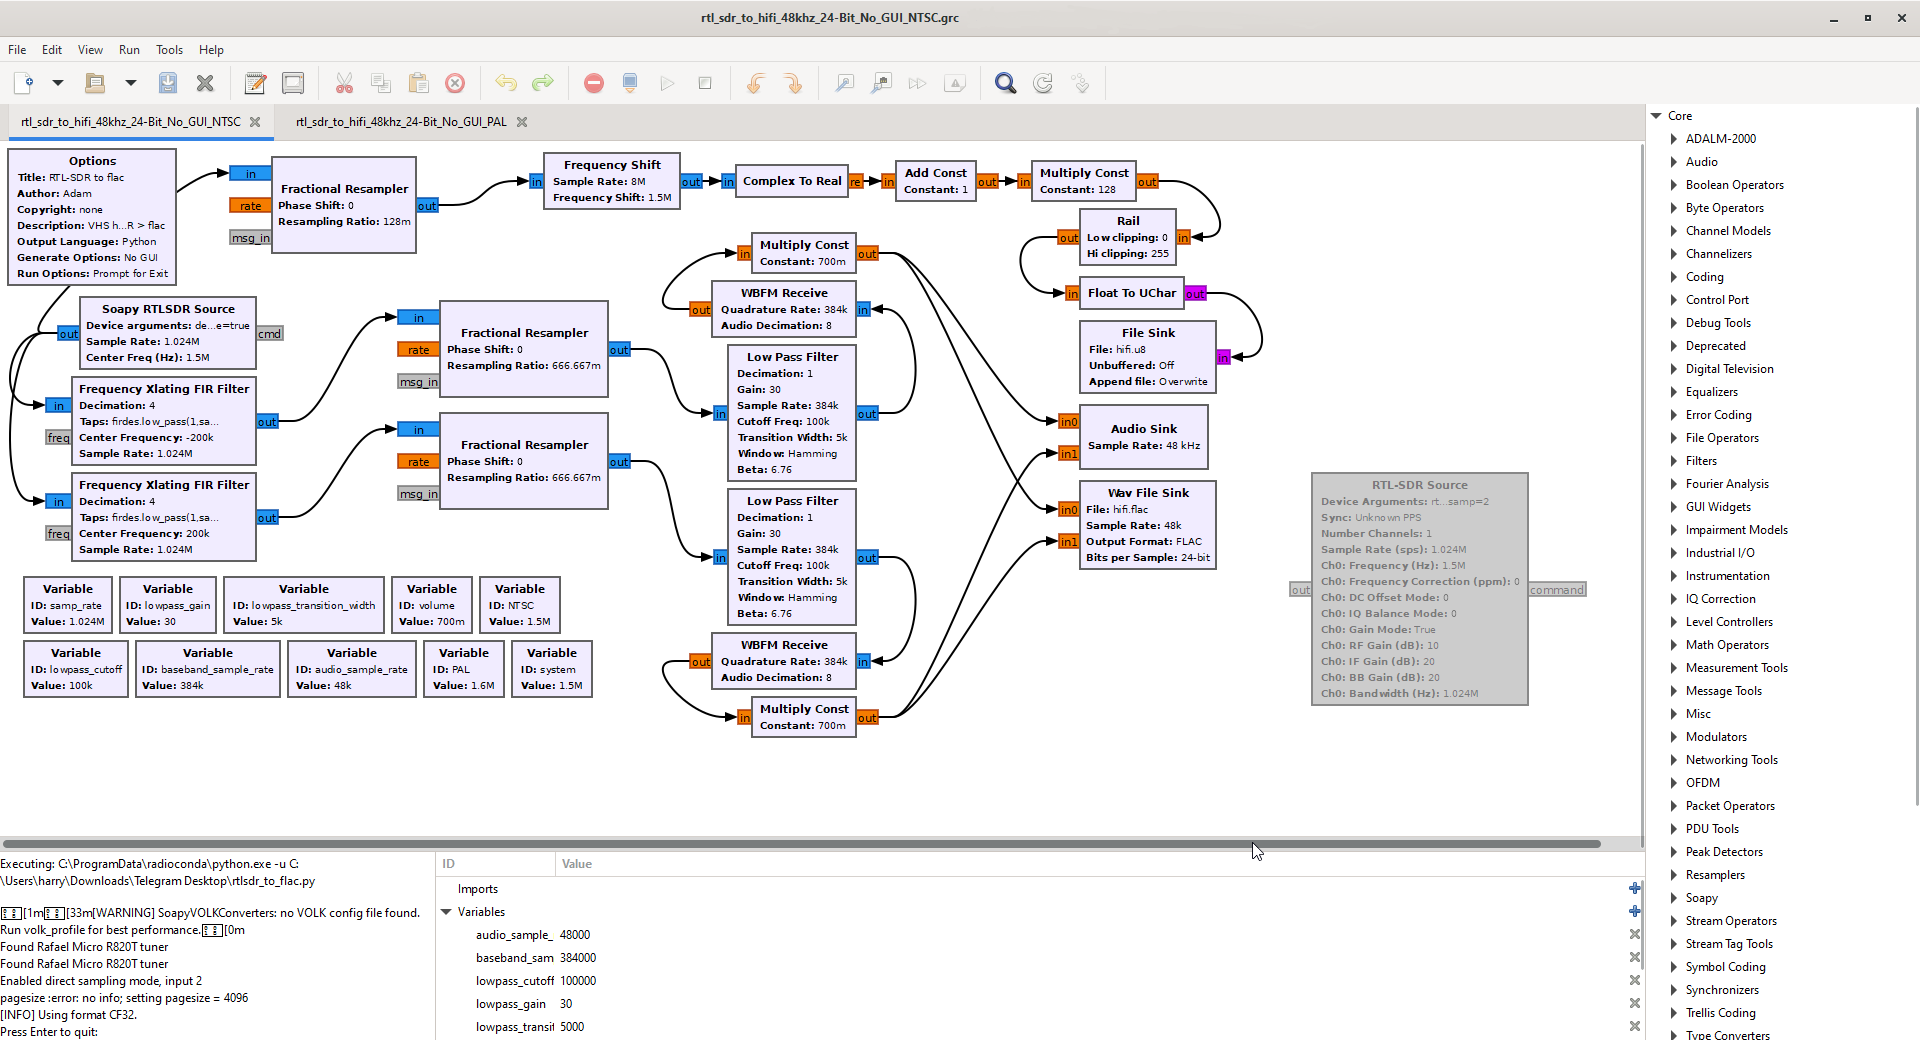 rtl_sdr_to_hifi_48khz_24-Bit_No_GUI_NTSC.grc
File Edit View Run Tools Help
rtl_sdr_to_hifi_48khz_24-Bit_No_GUI_NTSC
rtl_sdr_to_hifi_48khz_24-Bit_No_GUI_PAL
Options
Title: RTL-SDR to flac
Author: Adam
Copyright: none
Description: VHS h...R > flac
Output Language: Python
Generate Options: No GUI
Run Options: Prompt for Exit
in
rate
msg_in
Fractional Resampler
Phase Shift: 0
Resampling Ratio: 128m
out
in
Frequency Shift
Sample Rate: 8M
Frequency Shift: 1.5M
out
in
Complex To Real
re
in
Add Const
Constant: 1
out
in
Multiply Const
Constant: 128
out
Rail
Low clipping: 0
Hi clipping: 255
out
in
in
Float To UChar
out
File Sink
File: hifi.u8
Unbuffered: Off
Append file: Overwrite
in
in
Multiply Const
Constant: 700m
out
WBFM Receive
Quadrature Rate: 384k
Audio Decimation: 8
out
in
Soapy RTLSDR Source
Device arguments: de...e=true
Sample Rate: 1.024M
Center Freq (Hz): 1.5M
out
cmd
Frequency Xlating FIR Filter
Decimation: 4
Taps: firdes.low_pass(1,sa...
Center Frequency: -200k
Sample Rate: 1.024M
in
freq
out
Frequency Xlating FIR Filter
Decimation: 4
Taps: firdes.low_pass(1,sa...
Center Frequency: 200k
Sample Rate: 1.024M
in
freq
out
in
rate
msg_in
Fractional Resampler
Phase Shift: 0
Resampling Ratio: 666.667m
out
in
rate
msg_in
Fractional Resampler
Phase Shift: 0
Resampling Ratio: 666.667m
out
Low Pass Filter
Decimation: 1
Gain: 30
Sample Rate: 384k
Cutoff Freq: 100k
Transition Width: 5k
Window: Hamming
Beta: 6.76
in
out
Low Pass Filter
Decimation: 1
Gain: 30
Sample Rate: 384k
Cutoff Freq: 100k
Transition Width: 5k
Window: Hamming
Beta: 6.76
in
out
WBFM Receive
Quadrature Rate: 384k
Audio Decimation: 8
out
in
in
Multiply Const
Constant: 700m
out
in0
in1
Audio Sink
Sample Rate: 48 kHz
in0
in1
Wav File Sink
File: hifi.flac
Sample Rate: 48k
Output Format: FLAC
Bits per Sample: 24-bit
RTL-SDR Source
Device Arguments: rt...samp=2
Sync: Unknown PPS
Number Channels: 1
Sample Rate (sps): 1.024M
Ch0: Frequency (Hz): 1.5M
Ch0: Frequency Correction (ppm): 0
Ch0: DC Offset Mode: 0
Ch0: IQ Balance Mode: 0
Ch0: Gain Mode: True
Ch0: RF Gain (dB): 10
Ch0: IF Gain (dB): 20
Ch0: BB Gain (dB): 20
Ch0: Bandwidth (Hz): 1.024M
out
command
Variable
ID: samp_rate
Value: 1.024M
Variable
ID: lowpass_gain
Value: 30
Variable
ID: lowpass_transition_width
Value: 5k
Variable
ID: volume
Value: 700m
Variable
ID: NTSC
Value: 1.5M
Variable
ID: lowpass_cutoff
Value: 100k
Variable
ID: baseband_sample_rate
Value: 384k
Variable
ID: audio_sample_rate
Value: 48k
Variable
ID: PAL
Value: 1.6M
Variable
ID: system
Value: 1.5M
Executing: C:\ProgramData\radioconda\python.exe -u C:
\Users\harry\Downloads\Telegram Desktop\rtlsdr_to_flac.py
[1m[33m[WARNING] SoapyVOLKConverters: no VOLK config file found.
Run volk_profile for best performance.[0m
Found Rafael Micro R820T tuner
Found Rafael Micro R820T tuner
Enabled direct sampling mode, input 2
pagesize :error: no info; setting pagesize = 4096
[INFO] Using format CF32.
Press Enter to quit:
ID Value
Imports
Variables
audio_sample_ 48000
baseband_sam 384000
lowpass_cutoff 100000
lowpass_gain 30
lowpass_transit 5000
Core
ADALM-2000
Audio
Boolean Operators
Byte Operators
Channel Models
Channelizers
Coding
Control Port
Debug Tools
Deprecated
Digital Television
Equalizers
Error Coding
File Operators
Filters
Fourier Analysis
GUI Widgets
Impairment Models
Industrial I/O
Instrumentation
IQ Correction
Level Controllers
Math Operators
Measurement Tools
Message Tools
Misc
Modulators
Networking Tools
OFDM
Packet Operators
PDU Tools
Peak Detectors
Resamplers
Soapy
Stream Operators
Stream Tag Tools
Symbol Coding
Synchronizers
Trellis Coding
Type Converters